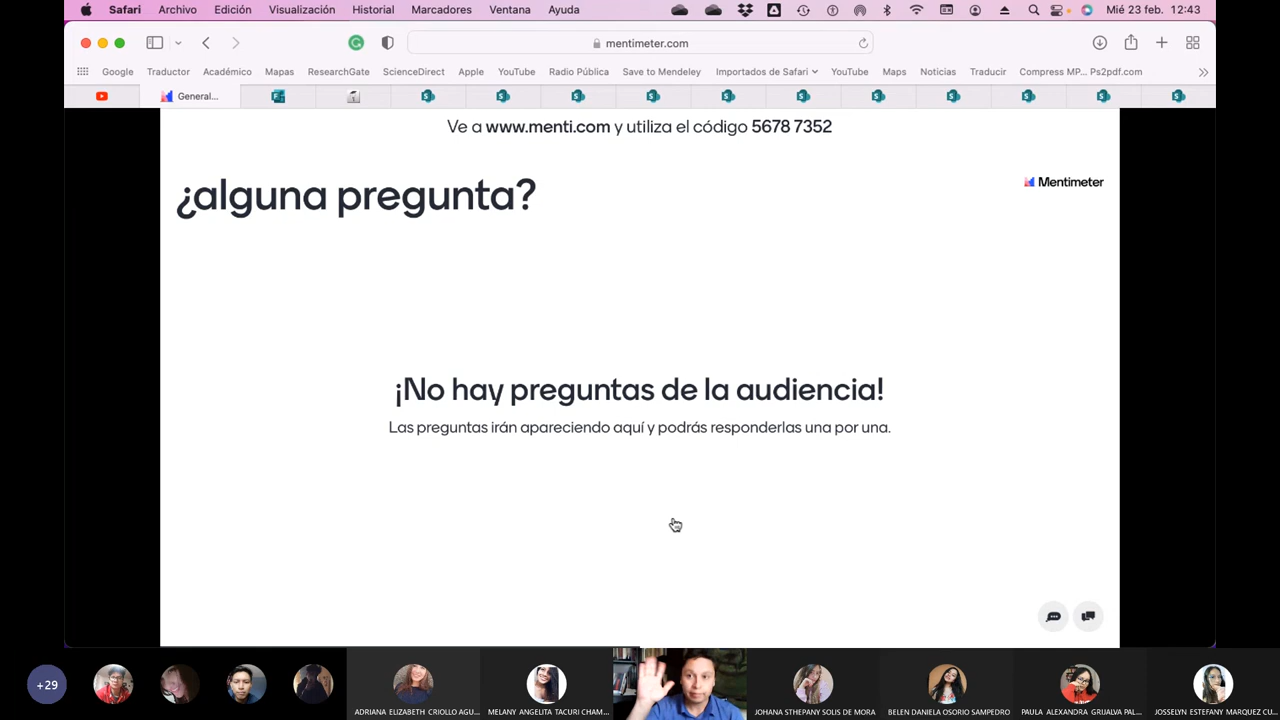 Safari Archivo Edición Visualización Historial Marcadores Ventana Ayuda Mié 23 feb. 12:43
mentimeter.com
Google Traductor Académico Mapas ResearchGate ScienceDirect Apple YouTube Radio Pública Save to Mendeley Importados de Safari YouTube Maps Noticias Traducir Compress MP... Ps2pdf.com
General...
Ve a www.menti.com y utiliza el código 5678 7352
¿alguna pregunta?
Mentimeter
¡No hay preguntas de la audiencia!
Las preguntas irán apareciendo aquí y podrás responderlas una por una.
+29
ADRIANA ELIZABETH CRIOLLO AGU... MELANY ANGELITA TACURI CHAM... JOHANA STHEPANY SOLIS DE MORA BELEN DANIELA OSORIO SAMPEDRO PAULA ALEXANDRA GRIJALVA PAL... JOSSELYN ESTEFANY MARQUEZ CU...